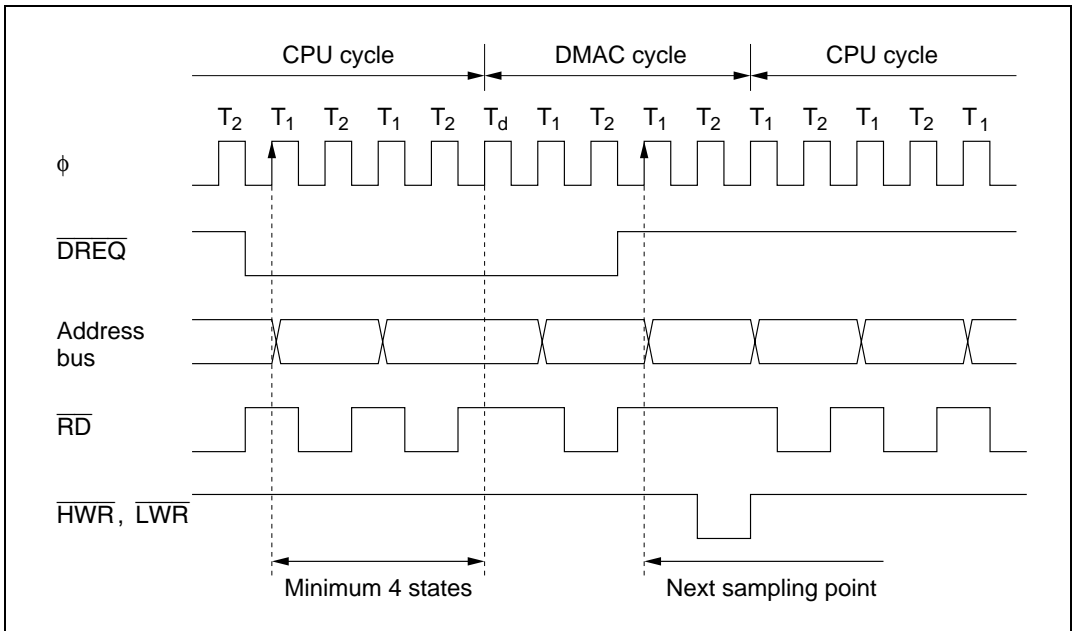 CPU cycle DMAC cycle CPU cycle
T2 T1 T2 T1 T2 Td T1 T2 T1 T2 T1 T2 T1 T2 T1
φ
DREQ
Address
bus
RD
HWR, LWR
Minimum 4 states Next sampling point